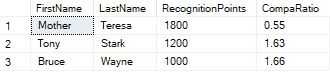 FirstName LastName RecognitionPoints CompaRatio
1 Mother Teresa 1800 0.55
2 Tony Stark 1200 1.63
3 Bruce Wayne 1000 1.66